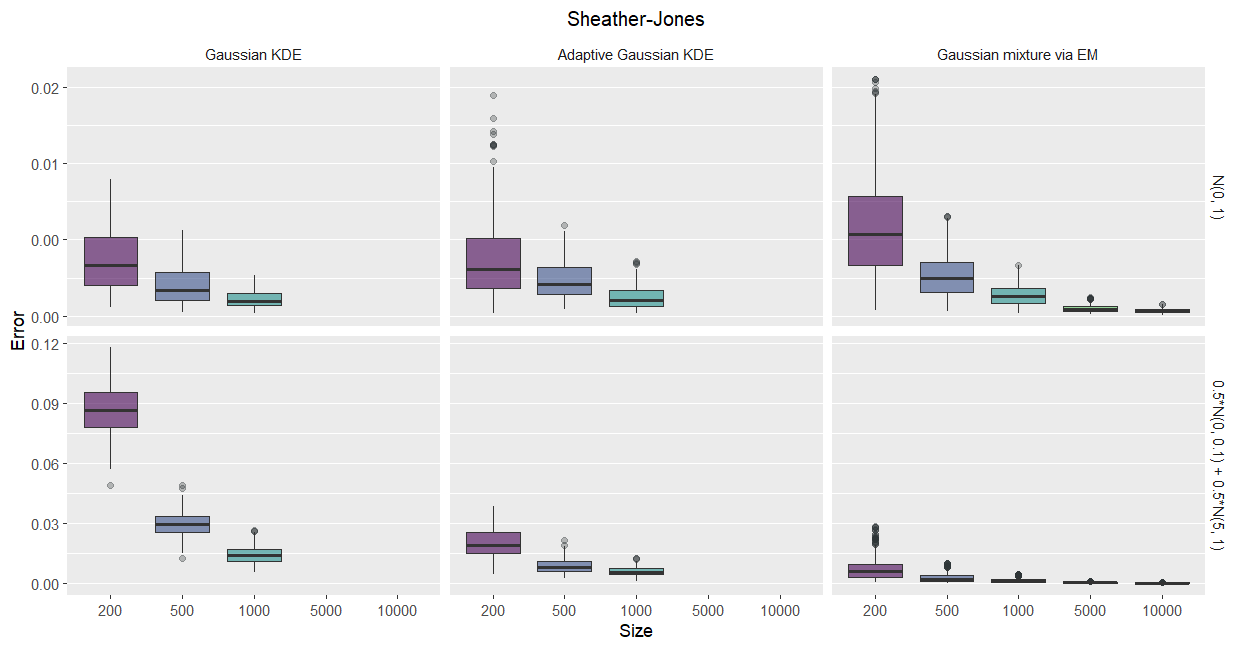 Sheather-Jones
Gaussian KDE
Adaptive Gaussian KDE
Gaussian mixture via EM
Error
0.02
0.01
0.00
0.00
N(0, 1)
0.12
0.09
0.06
0.03
0.00
0.5*N(0, 0.1) + 0.5*N(5, 1)
200 500 1000 5000 10000
200 500 1000 5000 10000
200 500 1000 5000 10000
Size